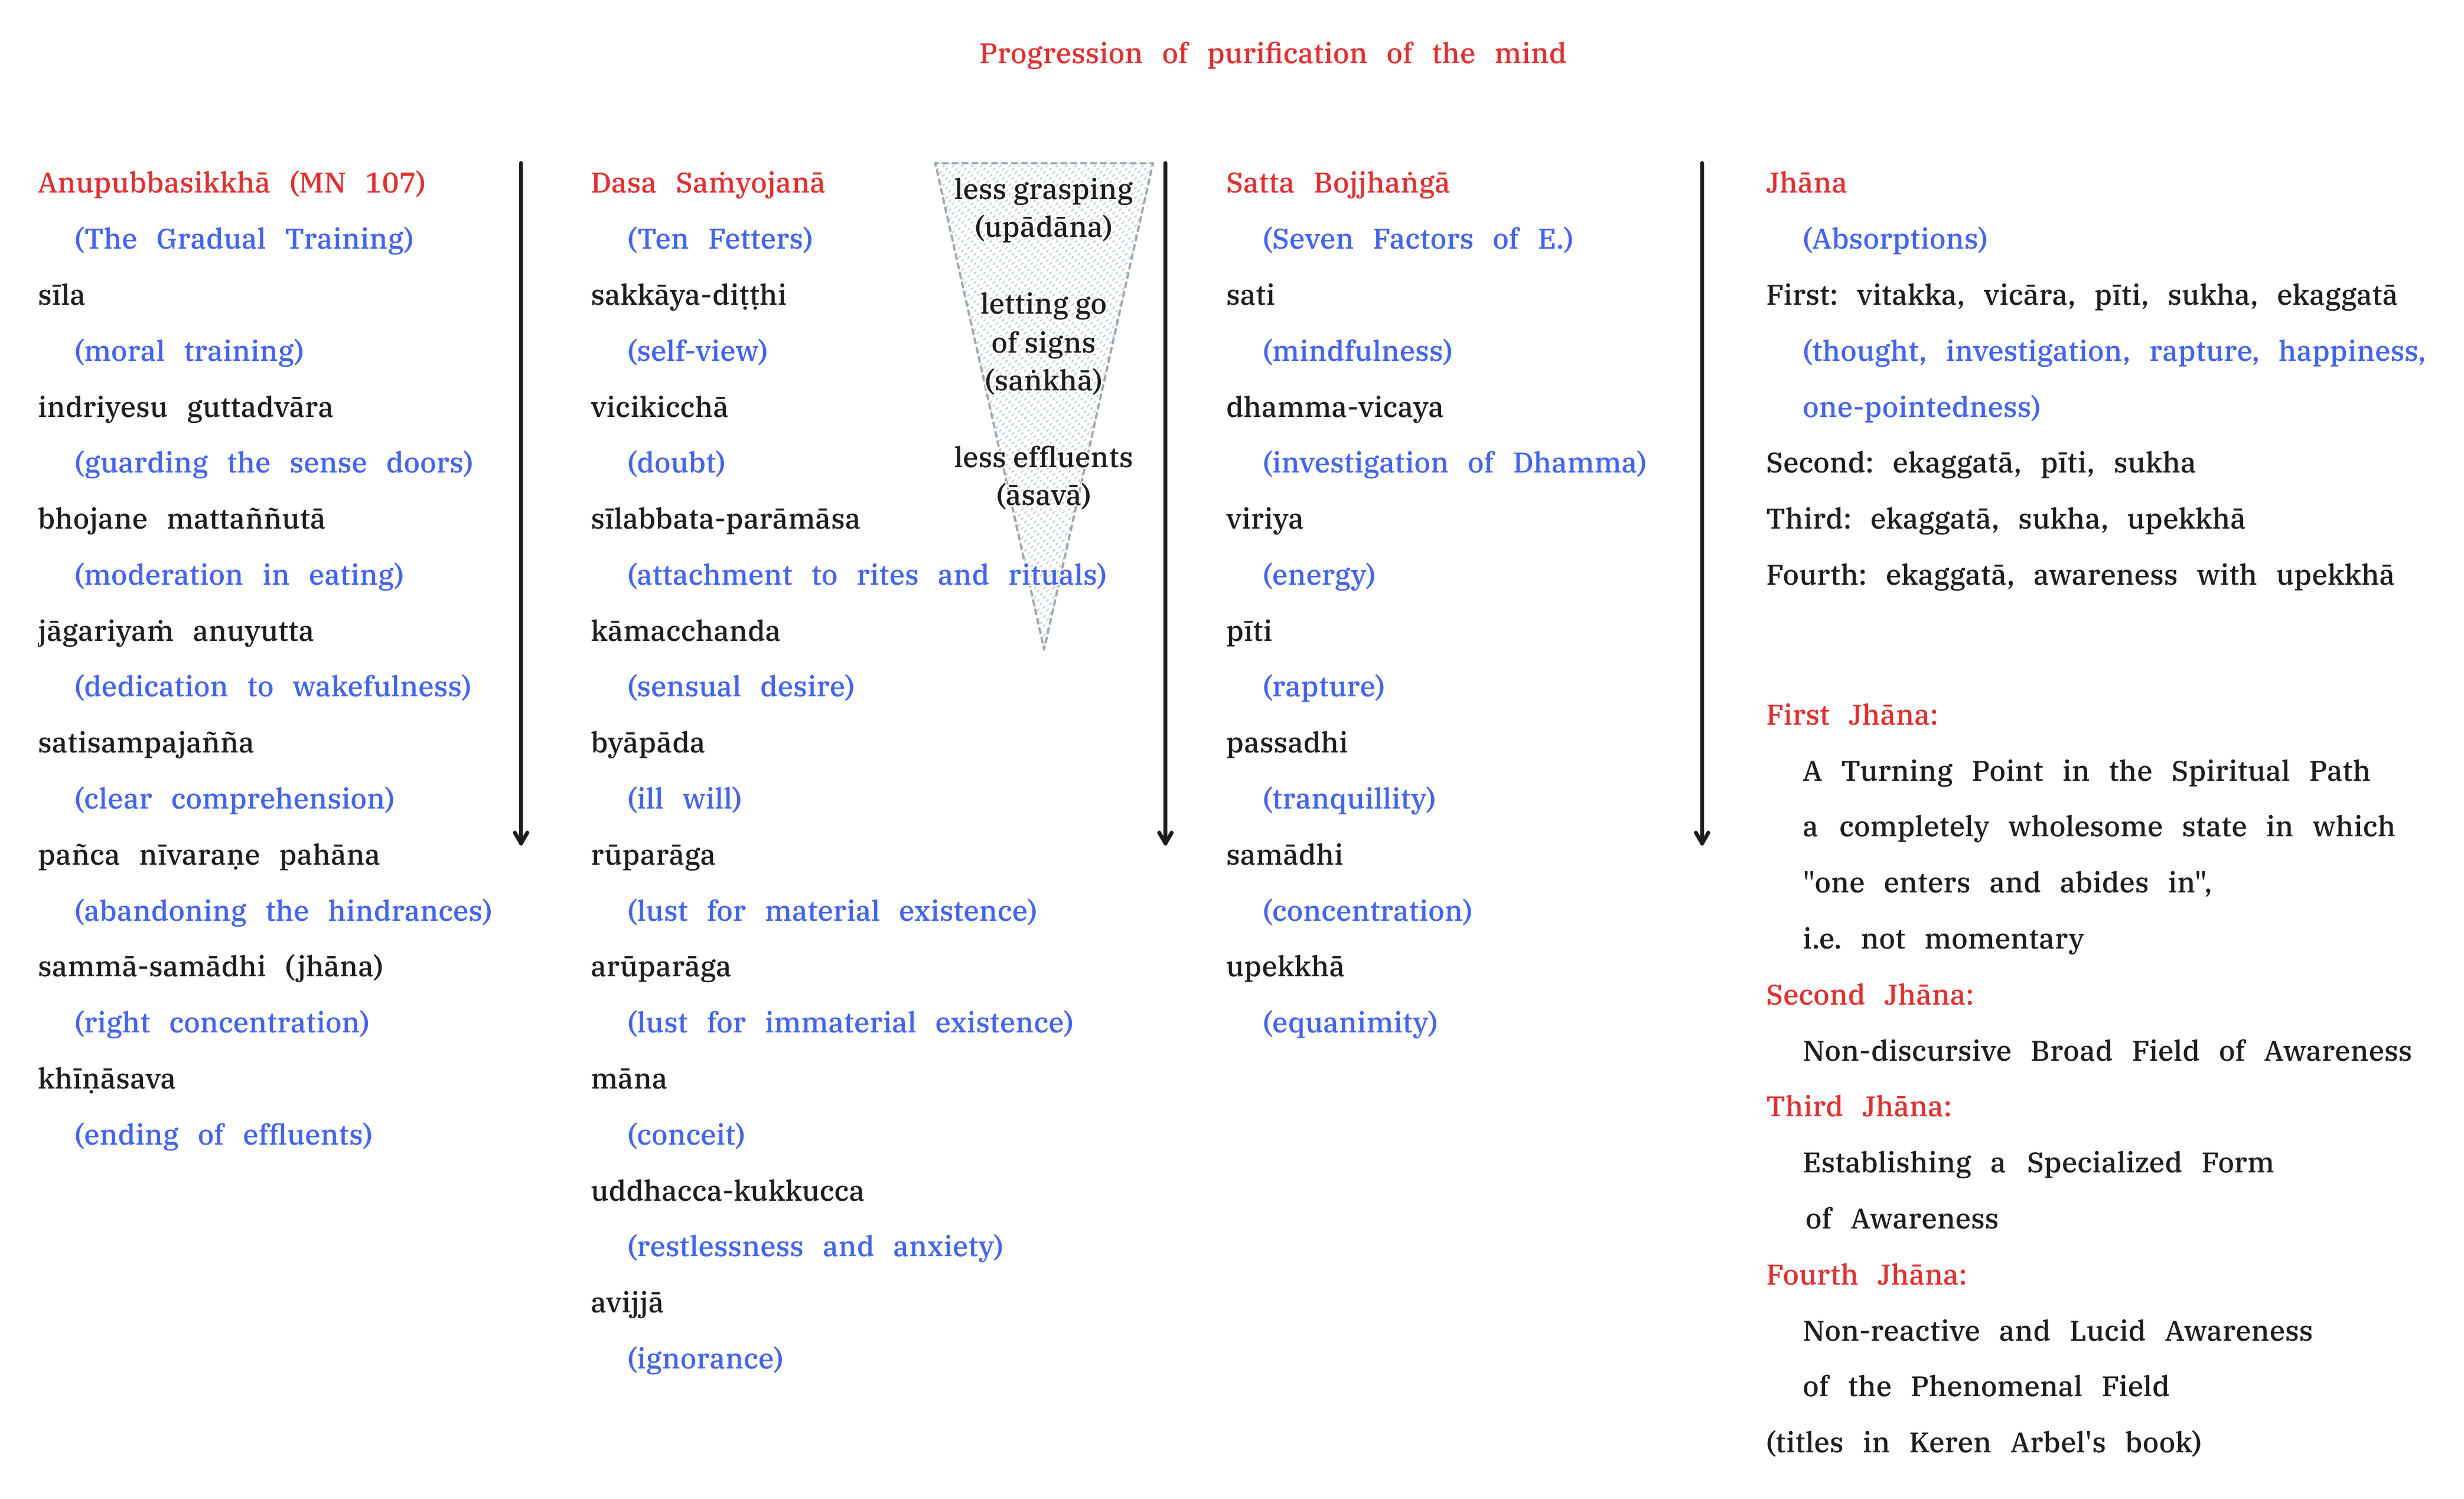 Progression of purification of the mind
Anupubbasikkhā (MN 107)
(The Gradual Training)
sīla
(moral training)
indriyesu guttadvāra
(guarding the sense doors)
bhojane mattaññutā
(moderation in eating)
jāgariyaṁ anuyutta
(dedication to wakefulness)
satisampajañña
(clear comprehension)
pañca nīvaraṇe pahāna
(abandoning the hindrances)
sammā-samādhi (jhāna)
(right concentration)
khīṇāsava
(ending of effluents)
Dasa Saṁyojanā
(Ten Fetters)
sakkāya-diṭṭhi
(self-view)
vicikicchā
(doubt)
sīlabbata-parāmāsa
(attachment to rites and rituals)
kāmacchanda
(sensual desire)
byāpāda
(ill will)
rūparāga
(lust for material existence)
arūparāga
(lust for immaterial existence)
māna
(conceit)
uddhacca-kukkucca
(restlessness and anxiety)
avijjā
(ignorance)
less grasping
(upādāna)
letting go
of signs
(saṅkhā)
less effluents
(āsavā)
Satta Bojjhaṅgā
(Seven Factors of E.)
sati
(mindfulness)
dhamma-vicaya
(investigation of Dhamma)
viriya
(energy)
pīti
(rapture)
passadhi
(tranquillity)
samādhi
(concentration)
upekkhā
(equanimity)
Jhāna
(Absorptions)
First: vitakka, vicāra, pīti, sukha, ekaggatā
(thought, investigation, rapture, happiness,
one-pointedness)
Second: ekaggatā, pīti, sukha
Third: ekaggatā, sukha, upekkhā
Fourth: ekaggatā, awareness with upekkhā
First Jhāna:
A Turning Point in the Spiritual Path
a completely wholesome state in which
"one enters and abides in",
i.e. not momentary
Second Jhāna:
Non-discursive Broad Field of Awareness
Third Jhāna:
Establishing a Specialized Form
of Awareness
Fourth Jhāna:
Non-reactive and Lucid Awareness
of the Phenomenal Field
(titles in Keren Arbel's book)